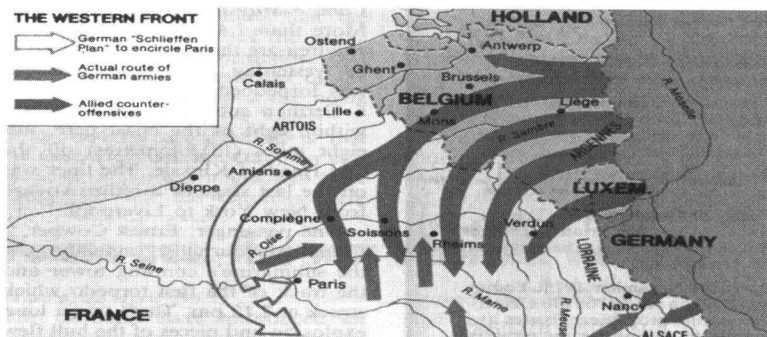 THE WESTERN FRONT
German "Schlieffen
Plan" to encircle Paris
Actual route of
German armies
Allied counter-
offensives
HOLLAND
Ostend
Antwerp
Ghent
Calais
Brussels
BELGIUM
Liège
Lille
Mons
ARTOIS
R. Sambre
R. Moselle
ARDENNES
R. Somme
Amiens
Dieppe
LUXEM.
Compiègne
Soissons
Rheims
Verdun
R. Oise
GERMANY
LORRAINE
R. Seine
Paris
R. Marne
R. Meuse
Nancy
FRANCE
ALSACE